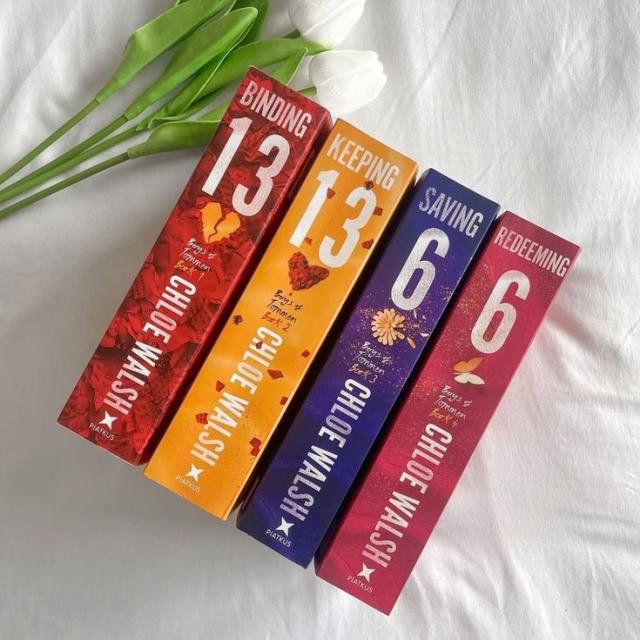 BINDING
13
Boys of
Tommen
Book 1
CHLOE WALSH
PIATKUS
KEEPING
13
Boys of
Tommen
Book 2
CHLOE WALSH
PIATKUS
SAVING
6
Boys of
Tommen
Book 3
CHLOE WALSH
PIATKUS
REDEEMING
6
Boys of
Tommen
Book 4
CHLOE WALSH
PIATKUS